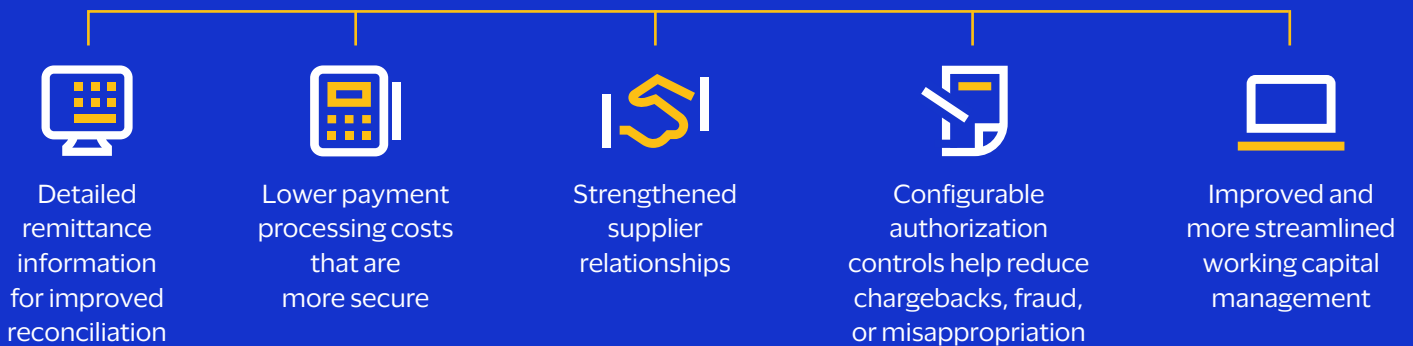 Detailed
remittance
information
for improved
reconciliation
Lower payment
processing costs
that are
more secure
Strengthened
supplier
relationships
Configurable
authorization
controls help reduce
chargebacks, fraud,
or misappropriation
Improved and
more streamlined
working capital
management